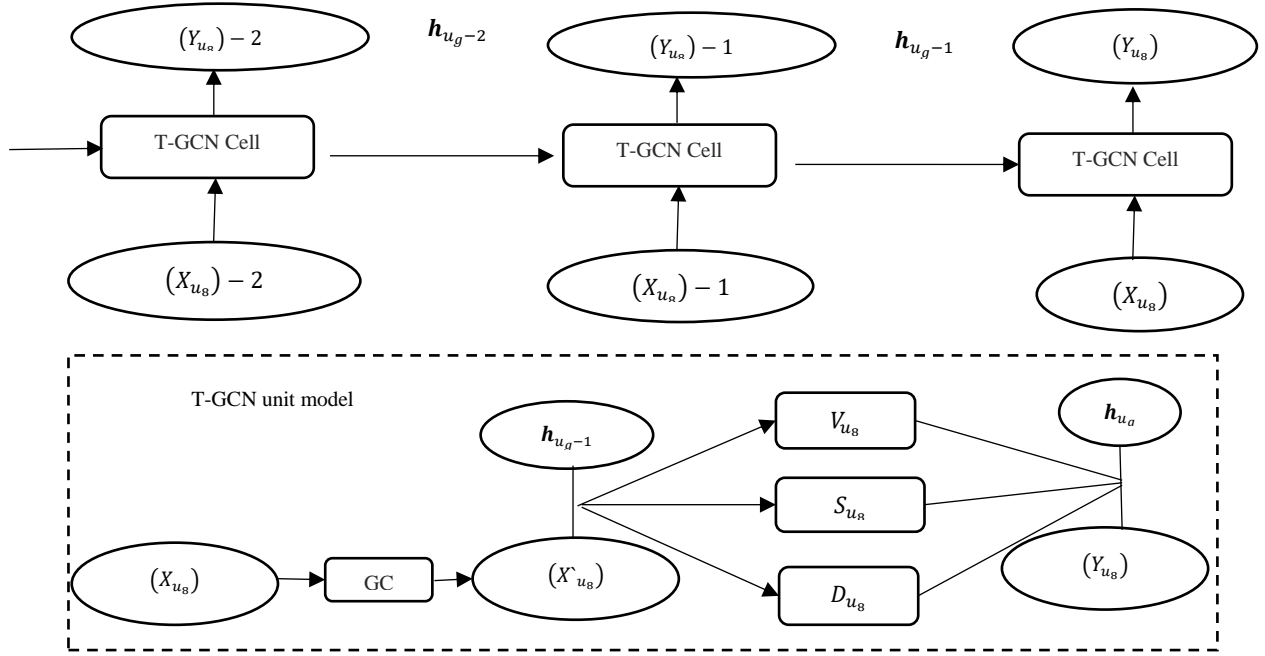 (Y_{u_8}) − 2
h_{u_g−2}
(Y_{u_8}) − 1
h_{u_g−1}
(Y_{u_8})
T-GCN Cell
T-GCN Cell
T-GCN Cell
(X_{u_8}) − 2
(X_{u_8}) − 1
(X_{u_8})
T-GCN unit model
h_{u_g−1}
V_{u_8}
h_{u_g}
S_{u_8}
(X_{u_8})
GC
(X`_{u_8})
D_{u_8}
(Y_{u_8})